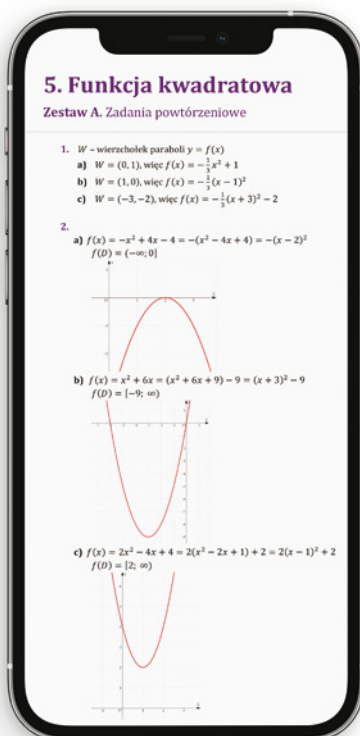 5. Funkcja kwadratowa
Zestaw A. Zadania powtórzeniowe
1. W – wierzchołek paraboli y = f(x)
a) W = (0, 1), więc f(x) = −1/3x² + 1
b) W = (1, 0), więc f(x) = −1/3(x − 1)²
c) W = (−3, −2), więc f(x) = −1/3(x + 3)² − 2
2.
a) f(x) = −x² + 4x − 4 = −(x² − 4x + 4) = −(x − 2)²
f(D) = (−∞; 0]
b) f(x) = x² + 6x = (x² + 6x + 9) − 9 = (x + 3)² − 9
f(D) = [−9; ∞)
c) f(x) = 2x² − 4x + 4 = 2(x² − 2x + 1) + 2 = 2(x − 1)² + 2
f(D) = [2; ∞)